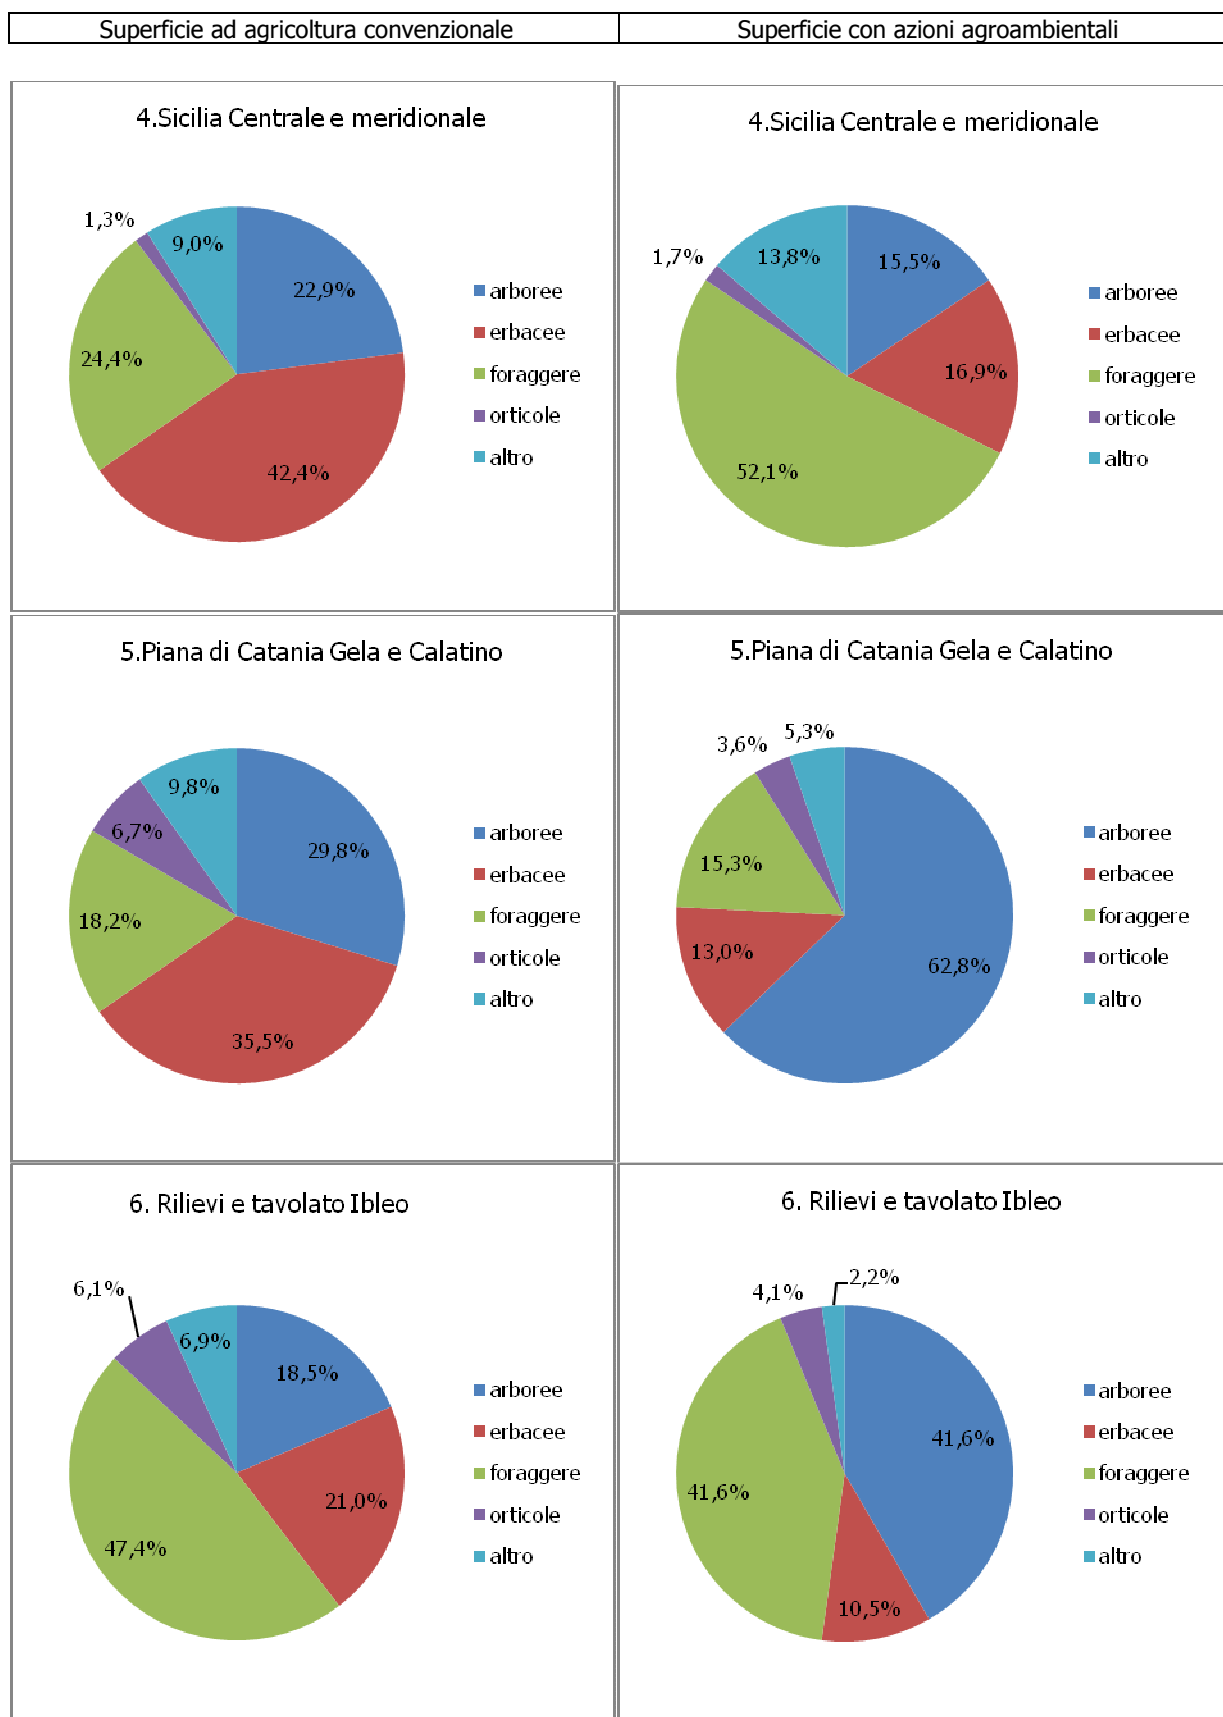 Superficie ad agricoltura convenzionale
Superficie con azioni agroambientali
4.Sicilia Centrale e meridionale
1,3%
9,0%
22,9%
24,4%
42,4%
arboree
erbacee
foraggere
orticole
altro
4.Sicilia Centrale e meridionale
1,7%
13,8%
15,5%
16,9%
52,1%
arboree
erbacee
foraggere
orticole
altro
5.Piana di Catania Gela e Calatino
9,8%
6,7%
29,8%
18,2%
35,5%
arboree
erbacee
foraggere
orticole
altro
5.Piana di Catania Gela e Calatino
3,6%
5,3%
15,3%
13,0%
62,8%
arboree
erbacee
foraggere
orticole
altro
6. Rilievi e tavolato Ibleo
6,1%
6,9%
18,5%
21,0%
47,4%
arboree
erbacee
foraggere
orticole
altro
6. Rilievi e tavolato Ibleo
4,1%
2,2%
41,6%
41,6%
10,5%
arboree
erbacee
foraggere
orticole
altro